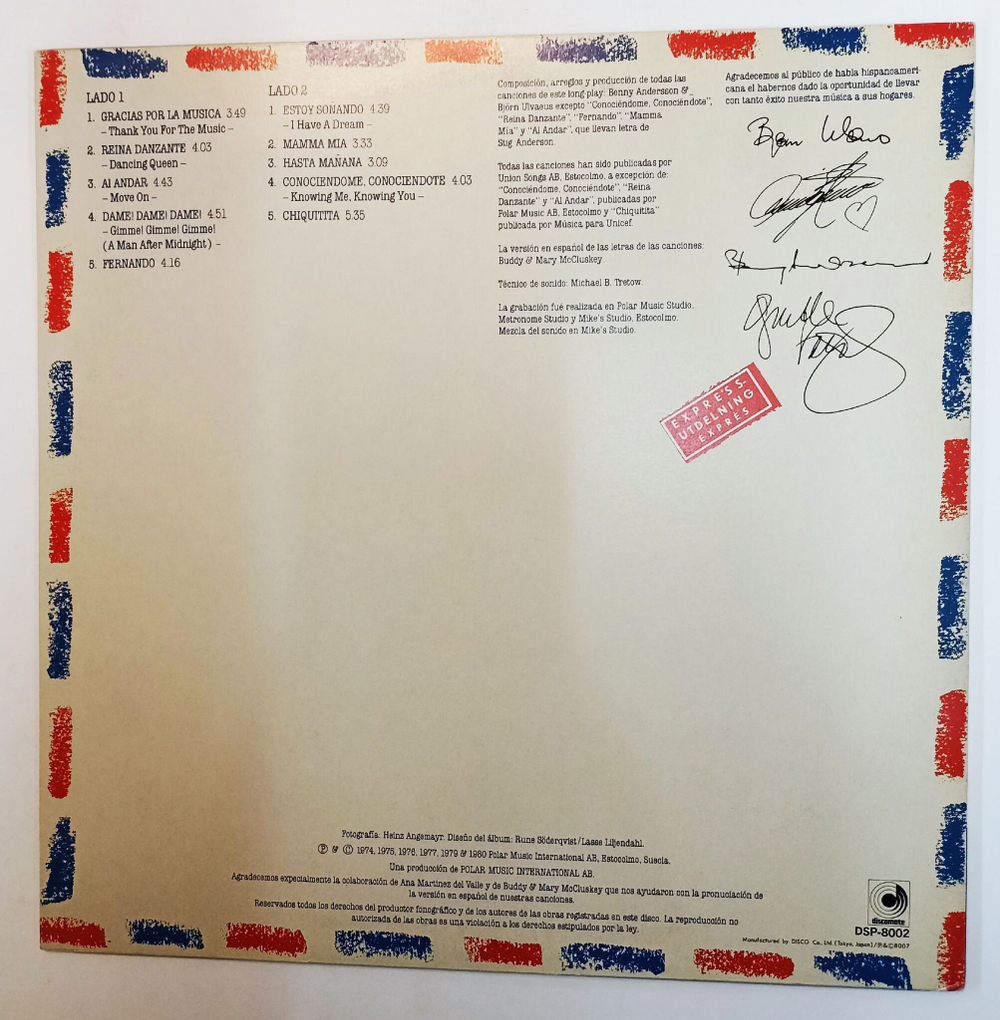 LADO 1
1. GRACIAS POR LA MUSICA 3.49
– Thank You For The Music –
2. REINA DANZANTE 4.03
– Dancing Queen –
3. Al ANDAR 4.43
– Move On –
4. DAME! DAME! DAME! 4.51
– Gimme! Gimme! Gimme!
(A Man After Midnight) –
5. FERNANDO 4.16
LADO 2
1. ESTOY SOÑANDO 4.39
– I Have A Dream –
2. MAMMA MIA 3.33
3. HASTA MAÑANA 3.09
4. CONOCIENDOME, CONOCIENDOTE 4.03
– Knowing Me, Knowing You –
5. CHIQUITITA 5.35
Composición, arreglos y producción de todas las
canciones de este long play: Benny Andersson &
Björn Ulvaeus excepto "Conociéndome, Conociéndote",
"Reina Danzante", "Fernando", "Mamma
Mia" y "Al Andar", que llevan letra de
Stig Anderson.
Todas las canciones han sido publicadas por
Union Songs AB, Estocolmo, a excepción de:
"Conociéndome, Conociéndote", "Reina
Danzante" y "Al Andar", publicadas por
Polar Music AB, Estocolmo y "Chiquitita"
publicada por Música para Unicef.
La versión en español de las letras de las canciones:
Buddy & Mary McCluskey.
Técnico de sonido: Michael B. Tretow.
La grabación fué realizada en Polar Music Studio,
Metronome Studio y Mike's Studio, Estocolmo.
Mezcla del sonido en Mike's Studio.
Agradecemos al público de habla hispanoameri-
cana el habernos dado la oportunidad de llevar
con tanto éxito nuestra música a sus hogares.
EXPRESS-
UTDELNING
EXPRÈS
Fotografía: Heinz Angemayr. Diseño del álbum: Rune Söderqvist/Lasse Liljendahl.
Ⓟ & Ⓒ 1974, 1975, 1976, 1977, 1979 & 1980 Polar Music International AB, Estocolmo, Suecia.
Una producción de POLAR MUSIC INTERNATIONAL AB.
Agradecemos expecialmente la colaboración de Ana Martinez del Valle y de Buddy & Mary McCluskey que nos ayudaron con la pronuciación de
la versión en español de nuestras canciones.
Reservados todos los derechos del productor fonográfico y de los autores de las obras registradas en este disco. La reproducción no
autorizada de las obras es una violación a los derechos estipulados por la ley.
discomate
DSP-8002
Manufactured by DISCO Co., Ltd. (Tokyo, Japan)/Ⓟ&Ⓒ8007